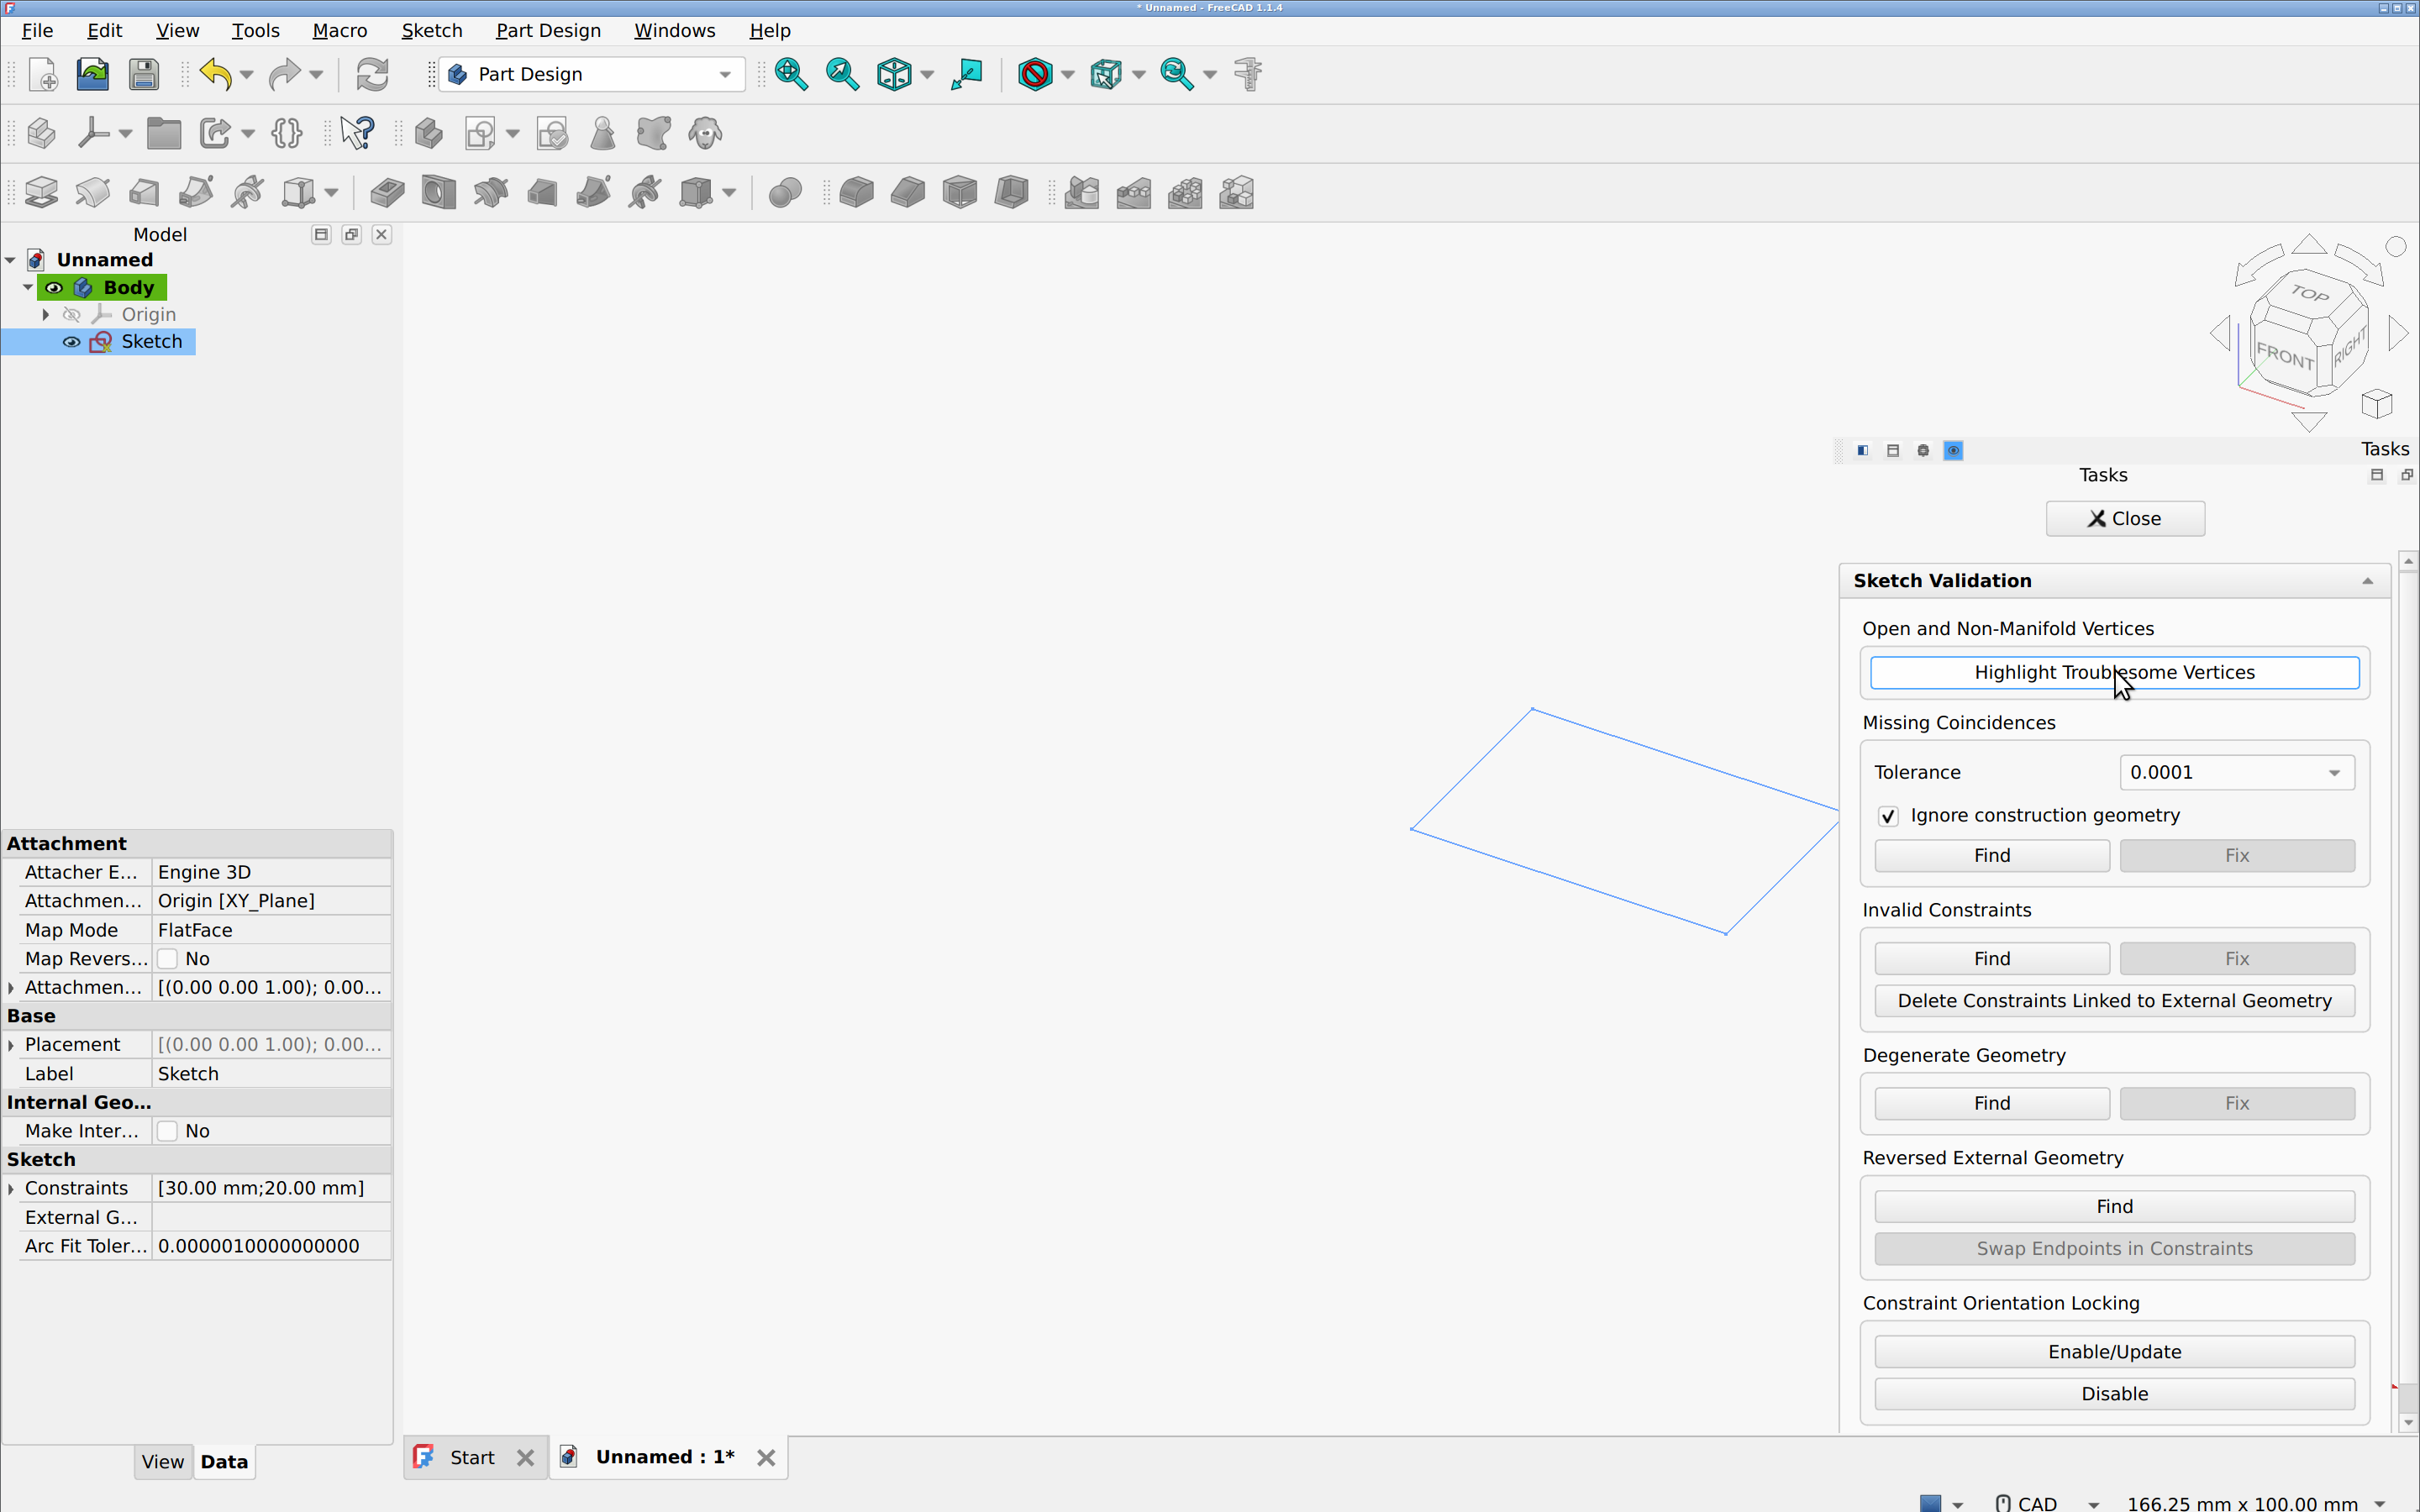 * Unnamed - FreeCAD 1.1.4
File Edit View Tools Macro Sketch Part Design Windows Help
Part Design
Model
Unnamed
Body
Origin
Sketch
TOP
FRONT
RIGHT
Tasks
Tasks
Close
Sketch Validation
Open and Non-Manifold Vertices
Highlight Troublesome Vertices
Missing Coincidences
Tolerance 0.0001
Ignore construction geometry
Find Fix
Invalid Constraints
Find Fix
Delete Constraints Linked to External Geometry
Degenerate Geometry
Find Fix
Reversed External Geometry
Find
Swap Endpoints in Constraints
Constraint Orientation Locking
Enable/Update
Disable
Attachment
Attacher E... Engine 3D
Attachmen... Origin [XY_Plane]
Map Mode FlatFace
Map Revers... No
Attachmen... [(0.00 0.00 1.00); 0.00...
Base
Placement [(0.00 0.00 1.00); 0.00...
Label Sketch
Internal Geo...
Make Inter... No
Sketch
Constraints [30.00 mm;20.00 mm]
External G...
Arc Fit Toler... 0.0000010000000000
View Data
Start
Unnamed : 1*
CAD
166.25 mm x 100.00 mm